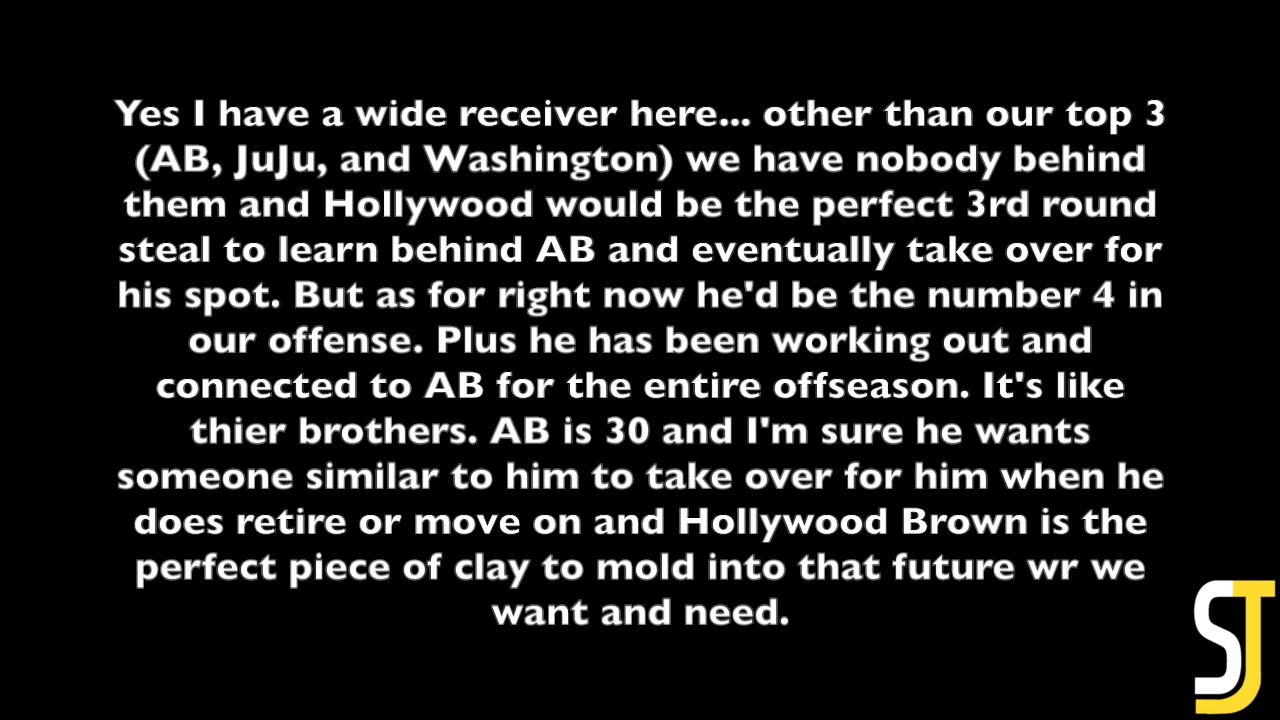 Yes I have a wide receiver here... other than our top 3
(AB, JuJu, and Washington) we have nobody behind
them and Hollywood would be the perfect 3rd round
steal to learn behind AB and eventually take over for
his spot. But as for right now he'd be the number 4 in
our offense. Plus he has been working out and
connected to AB for the entire offseason. It's like
thier brothers. AB is 30 and I'm sure he wants
someone similar to him to take over for him when he
does retire or move on and Hollywood Brown is the
perfect piece of clay to mold into that future wr we
want and need.
SJ